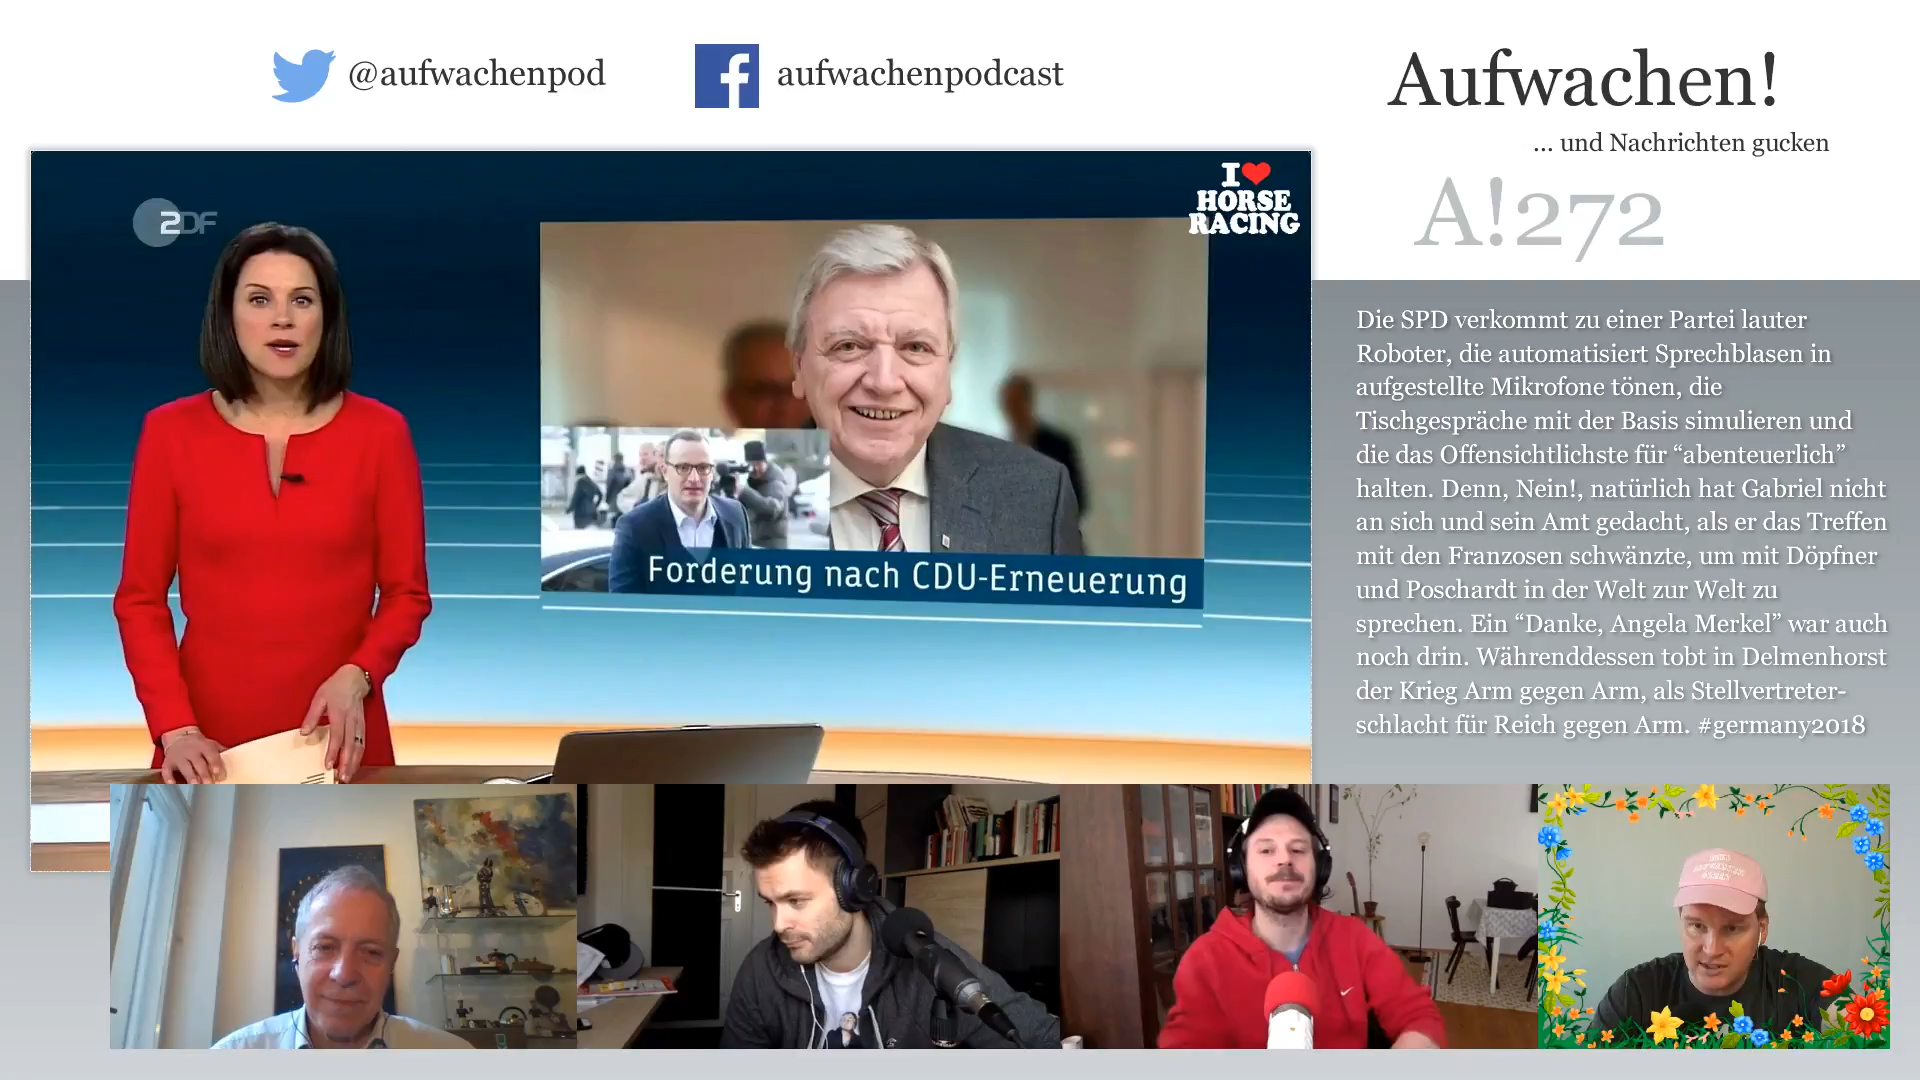 @aufwachenpod
aufwachenpodcast
Aufwachen!
... und Nachrichten gucken
A!272
ZDF
I
HORSE
RACING
Forderung nach CDU-Erneuerung
Die SPD verkommt zu einer Partei lauter
Roboter, die automatisiert Sprechblasen in
aufgestellte Mikrofone tönen, die
Tischgespräche mit der Basis simulieren und
die das Offensichtlichste für “abenteuerlich”
halten. Denn, Nein!, natürlich hat Gabriel nicht
an sich und sein Amt gedacht, als er das Treffen
mit den Franzosen schwänzte, um mit Döpfner
und Poschardt in der Welt zur Welt zu
sprechen. Ein “Danke, Angela Merkel” war auch
noch drin. Währenddessen tobt in Delmenhorst
der Krieg Arm gegen Arm, als Stellvertreter-
schlacht für Reich gegen Arm. #germany2018